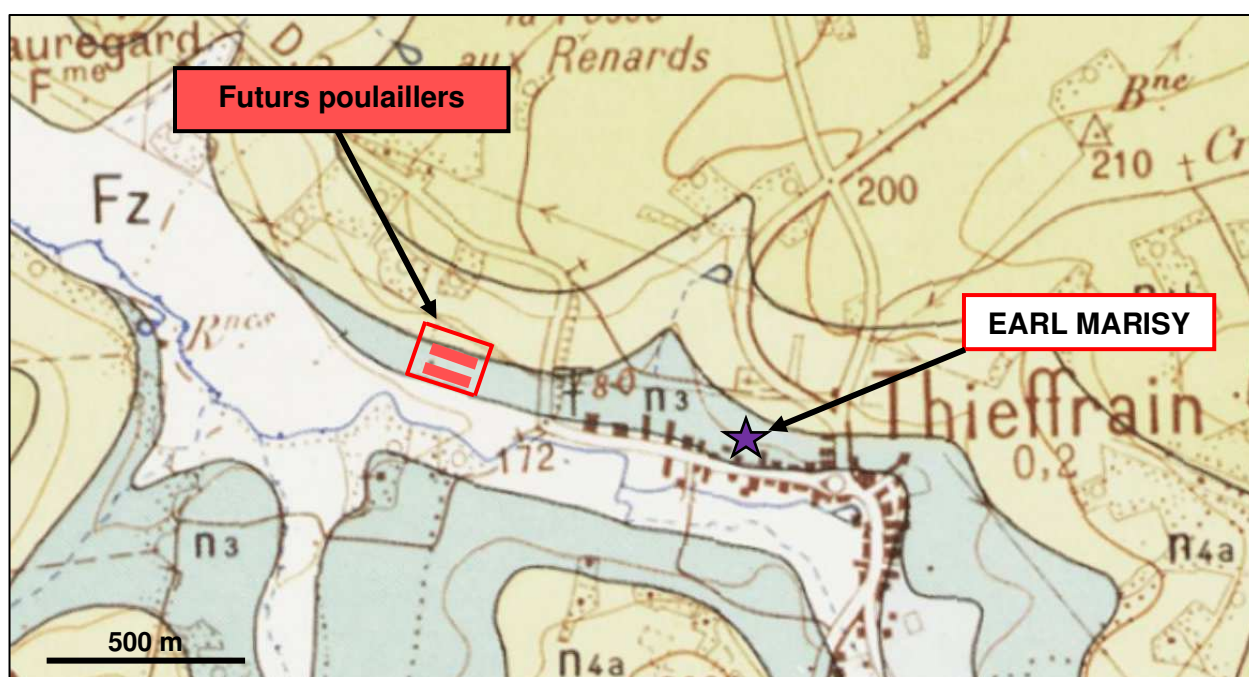 auregard
Fme
D.
aux Renards
Futurs poulaillers
Bne
210
Cr
200
Fz
Rnes
EARL MARISY
180
n3
Thieffrain
0,2
172
n3
n4a
500 m
n4a